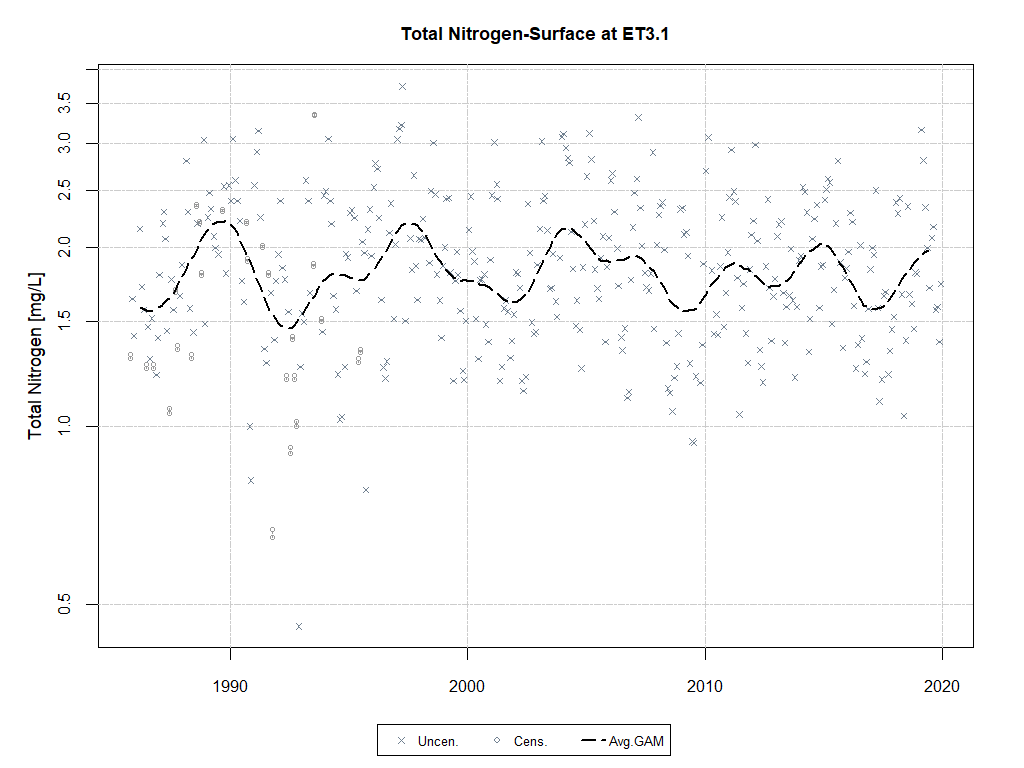 Total Nitrogen-Surface at ET3.1
Total Nitrogen [mg/L]
3.5
3.0
2.5
2.0
1.5
1.0
0.5
1990
2000
2010
2020
Uncen.
Cens.
Avg.GAM